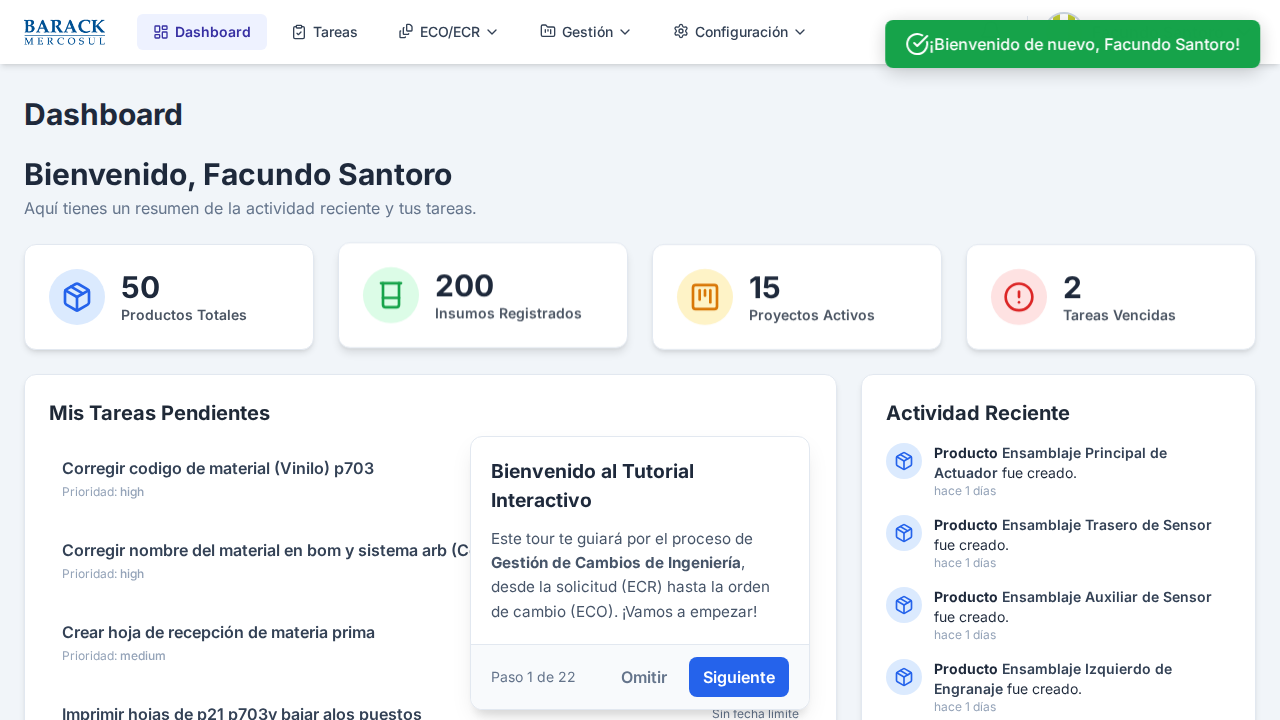 BARACK
MERCOSUL
Dashboard
Tareas
ECO/ECR
Gestión
Configuración
¡Bienvenido de nuevo, Facundo Santoro!
Dashboard
Bienvenido, Facundo Santoro
Aquí tienes un resumen de la actividad reciente y tus tareas.
50
Productos Totales
200
Insumos Registrados
15
Proyectos Activos
2
Tareas Vencidas
Mis Tareas Pendientes
Corregir codigo de material (Vinilo) p703
Prioridad: high
Corregir nombre del material en bom y sistema arb (C
Prioridad: high
Crear hoja de recepción de materia prima
Prioridad: medium
Imprimir hojas de p21 p703y bajar alos puestos
Sin fecha límite
Bienvenido al Tutorial
Interactivo
Este tour te guiará por el proceso de
Gestión de Cambios de Ingeniería,
desde la solicitud (ECR) hasta la orden
de cambio (ECO). ¡Vamos a empezar!
Paso 1 de 22
Omitir
Siguiente
Actividad Reciente
Producto Ensamblaje Principal de
Actuador fue creado.
hace 1 días
Producto Ensamblaje Trasero de Sensor
fue creado.
hace 1 días
Producto Ensamblaje Auxiliar de Sensor
fue creado.
hace 1 días
Producto Ensamblaje Izquierdo de
Engranaje fue creado.
hace 1 días